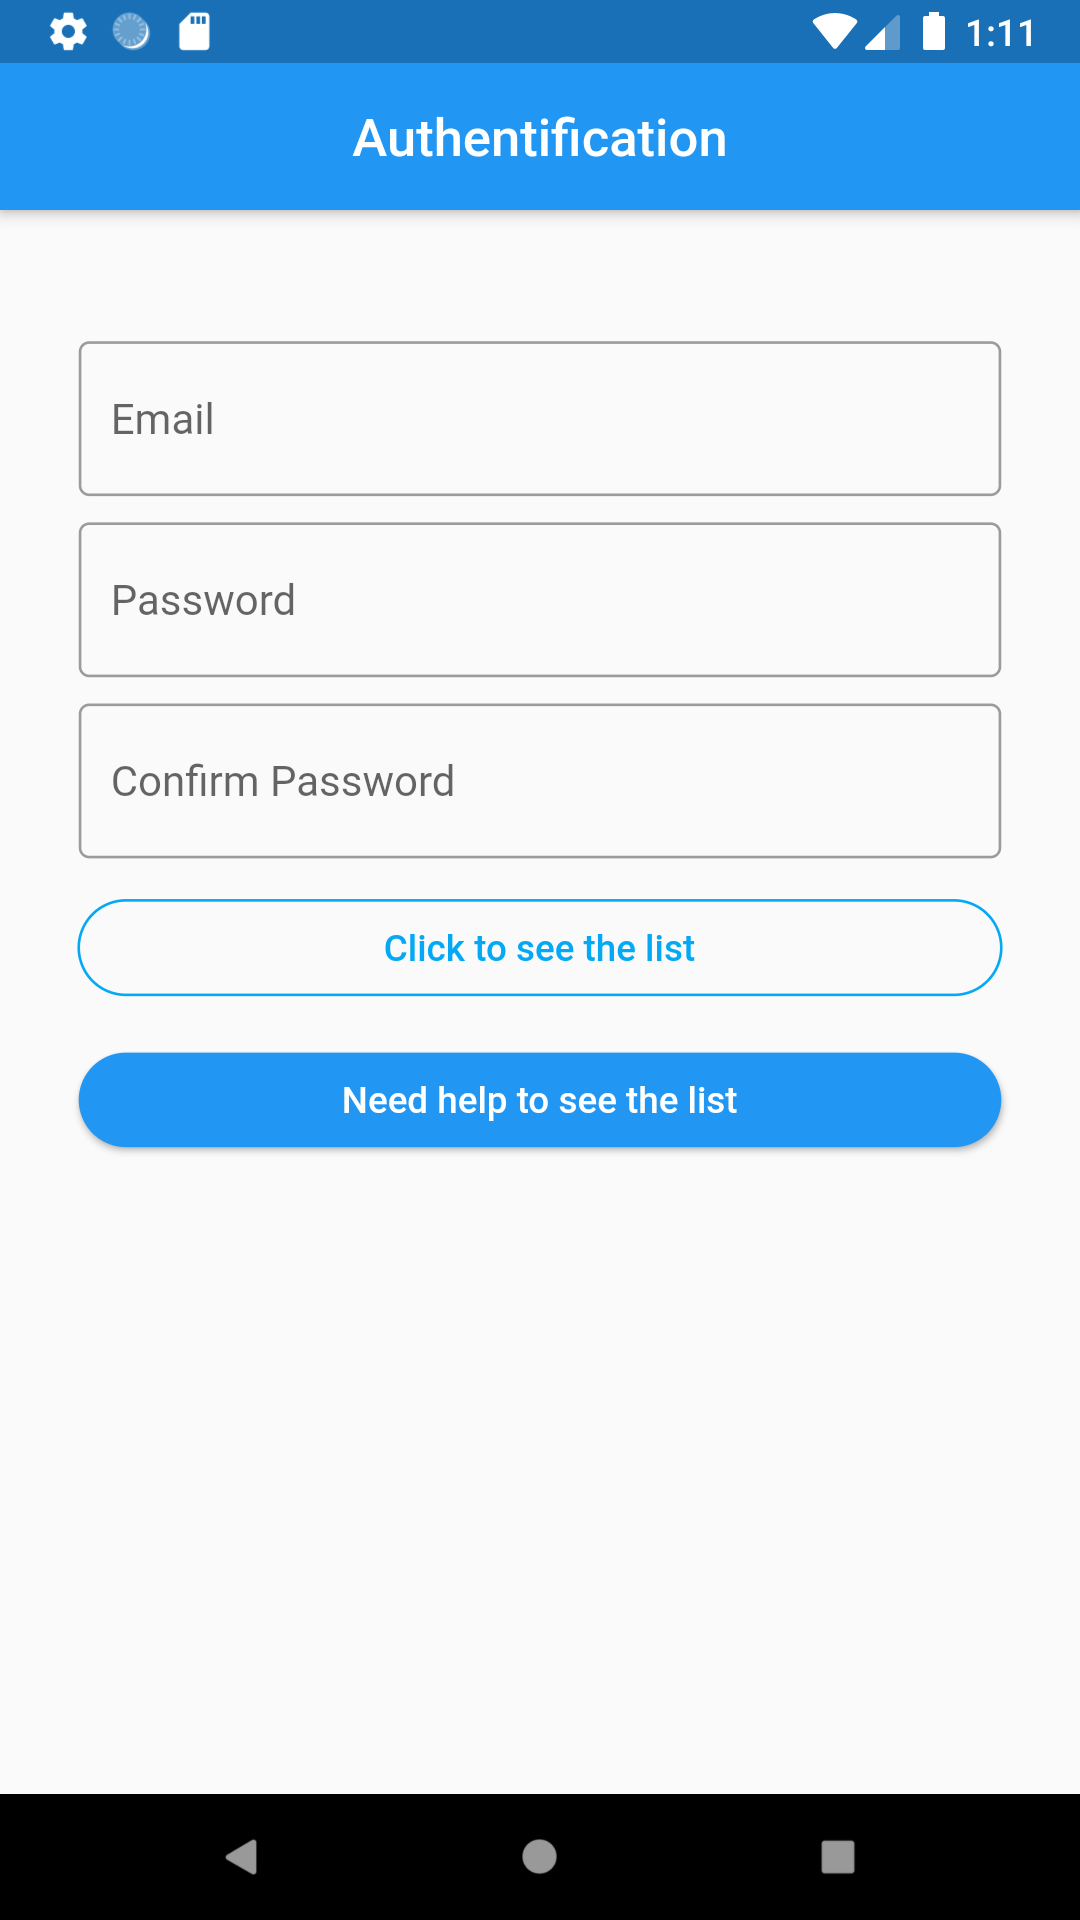 1:11
Authentification
Email
Password
Confirm Password
Click to see the list
Need help to see the list